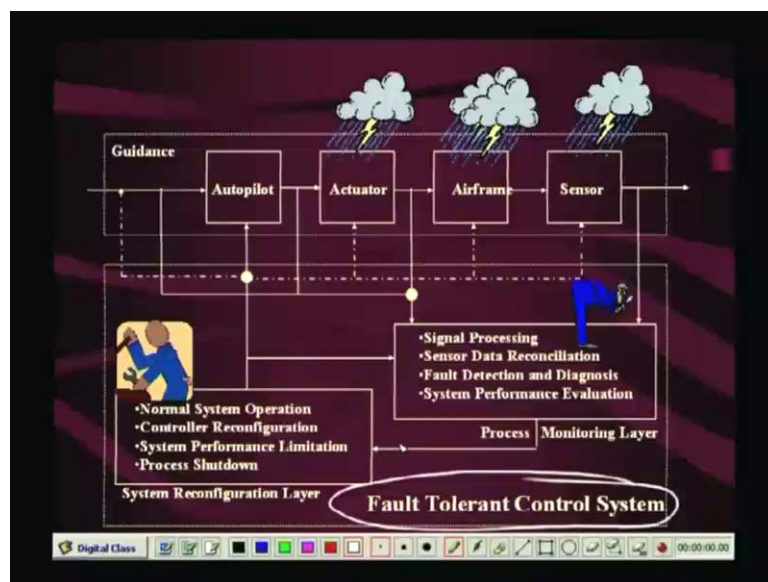 Guidance
Autopilot
Actuator
Airframe
Sensor
•Signal Processing
•Sensor Data Reconciliation
•Fault Detection and Diagnosis
•System Performance Evaluation
Process Monitoring Layer
•Normal System Operation
•Controller Reconfiguration
•System Performance Limitation
•Process Shutdown
System Reconfiguration Layer
Fault Tolerant Control System
Digital Class
00:00:00.00